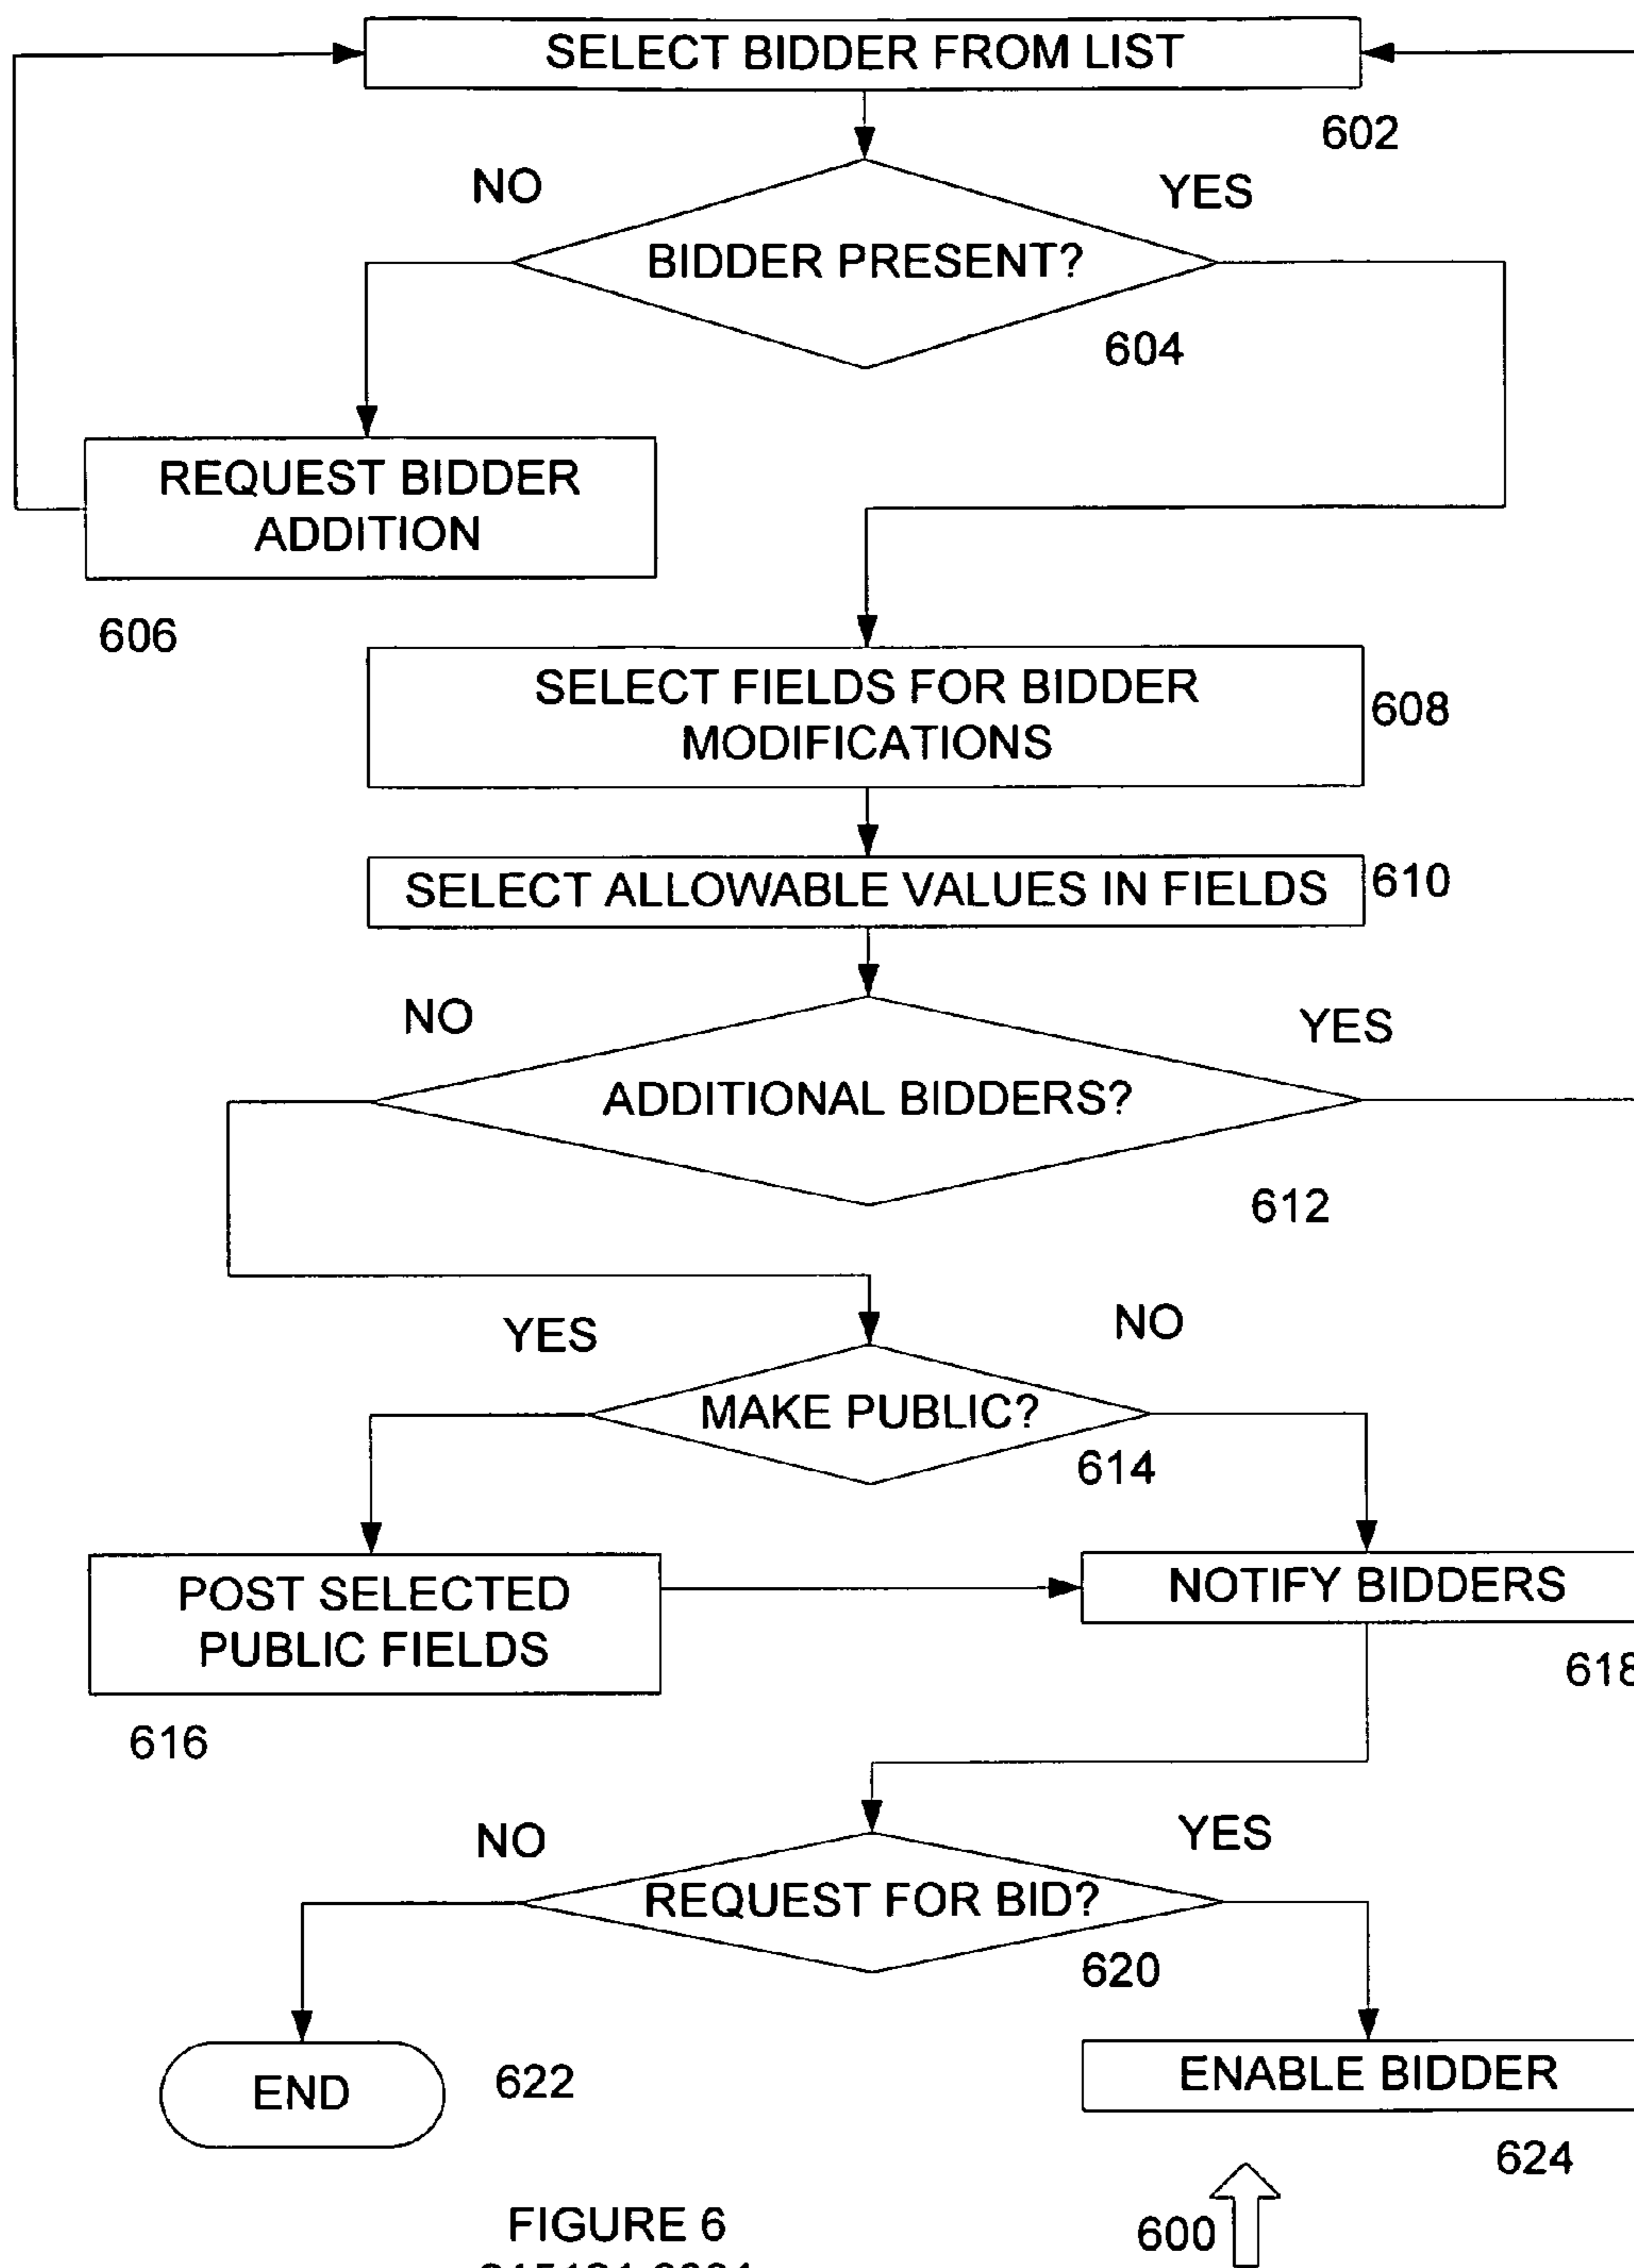 SELECT BIDDER FROM LIST
602
NO
YES
BIDDER PRESENT?
604
REQUEST BIDDER
ADDITION
606
SELECT FIELDS FOR BIDDER
MODIFICATIONS
608
SELECT ALLOWABLE VALUES IN FIELDS
610
NO
YES
ADDITIONAL BIDDERS?
612
YES
NO
MAKE PUBLIC?
614
POST SELECTED
PUBLIC FIELDS
616
NOTIFY BIDDERS
618
NO
YES
REQUEST FOR BID?
620
END
622
ENABLE BIDDER
624
600
FIGURE 6